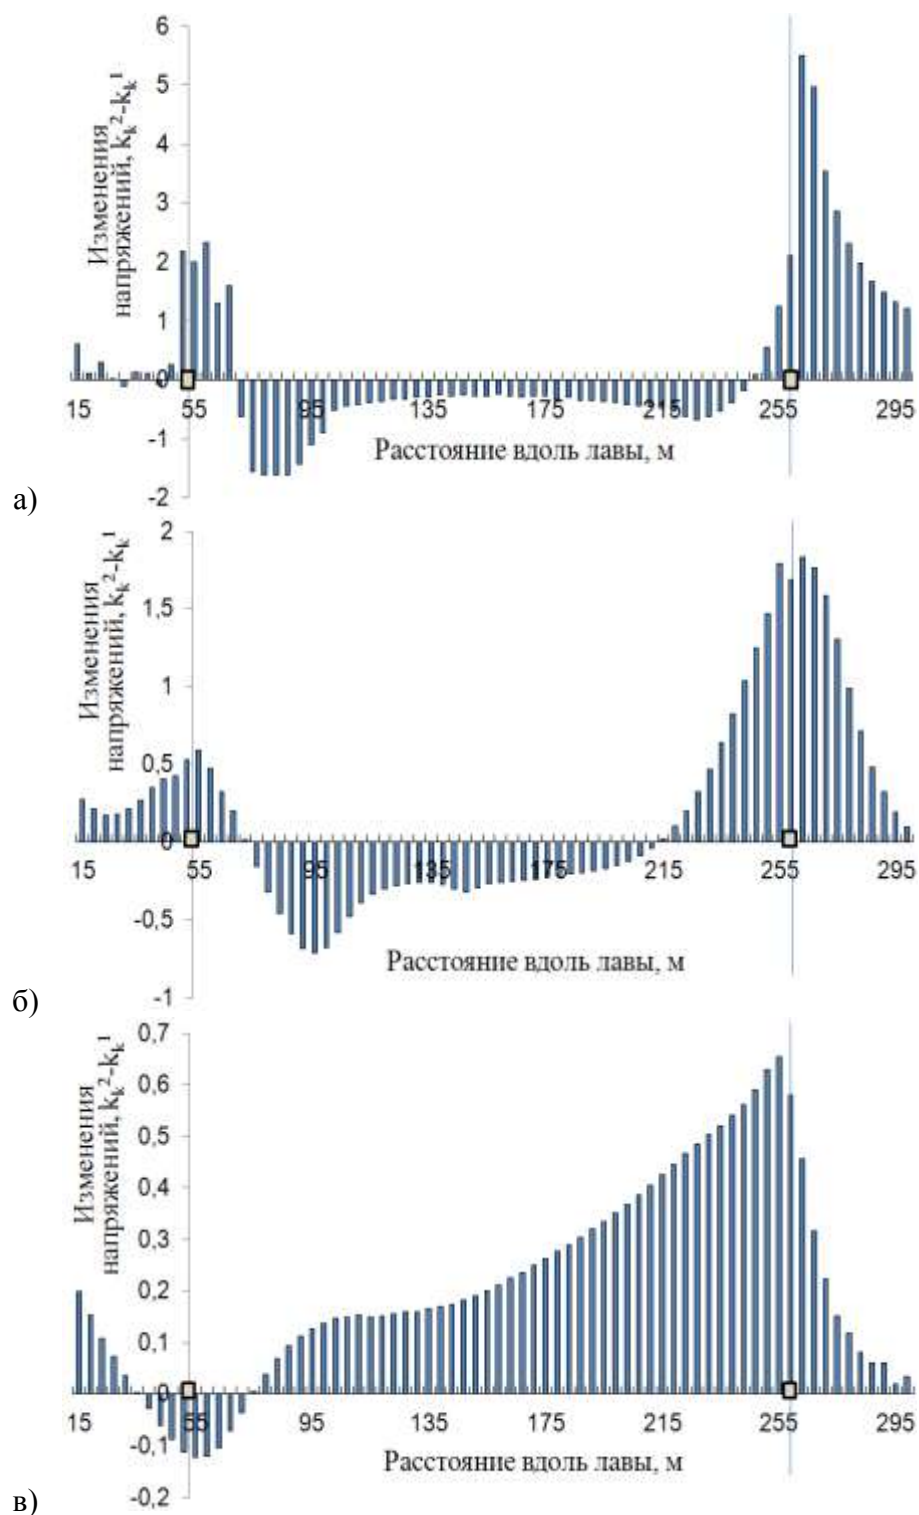 6
5
4
3
2
1
0
-1
-2
Изменения
напряжений, kₖ²-kₖ¹
15 55 95 135 175 215 255 295
Расстояние вдоль лавы, м
а)
2
1,5
1
0,5
0
-0,5
-1
Изменения
напряжений, kₖ²-kₖ¹
15 55 95 135 175 215 255 295
Расстояние вдоль лавы, м
б)
0,7
0,6
0,5
0,4
0,3
0,2
0,1
0
-0,1
-0,2
Изменения
напряжений, kₖ²-kₖ¹
15 55 95 135 175 215 255 295
Расстояние вдоль лавы, м
в)